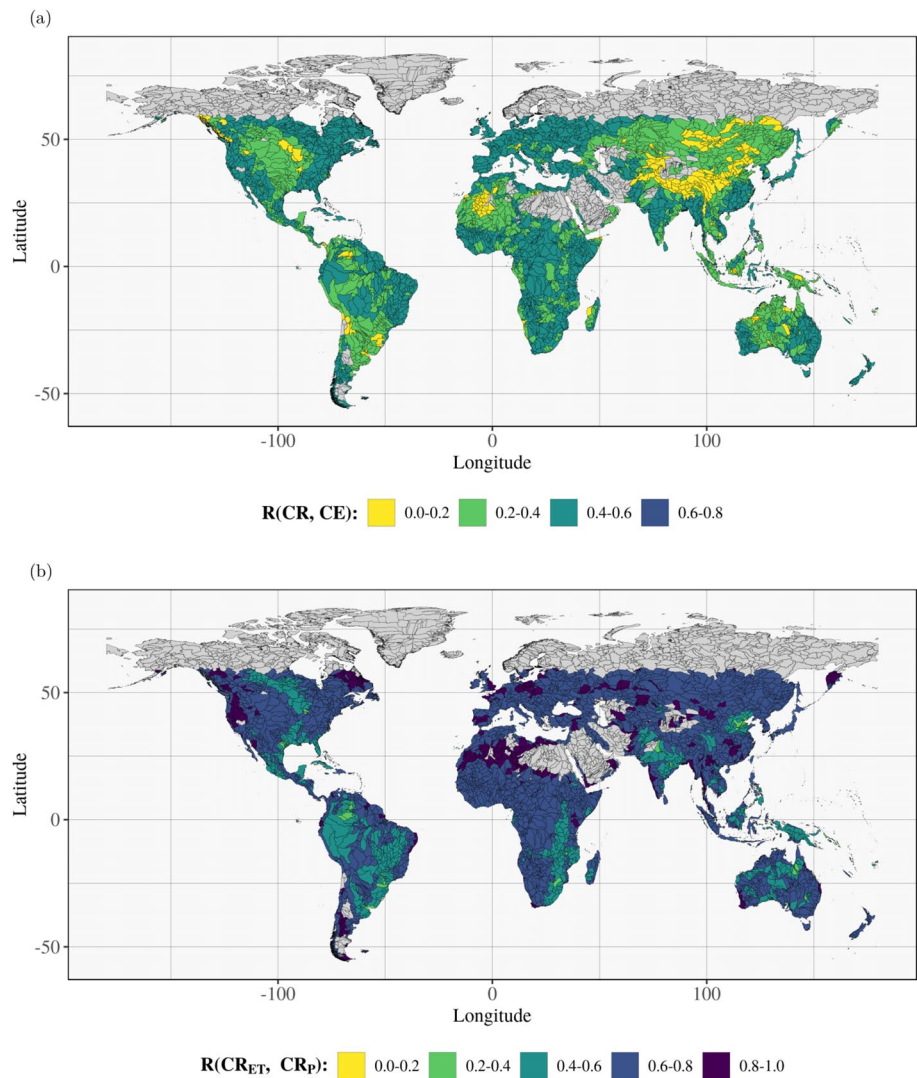 (a)
Latitude
50
0
-50
-100 0 100
Longitude
R(CR, CE): 0.0-0.2 0.2-0.4 0.4-0.6 0.6-0.8
(b)
Latitude
50
0
-50
-100 0 100
Longitude
R(CR_ET, CR_P): 0.0-0.2 0.2-0.4 0.4-0.6 0.6-0.8 0.8-1.0